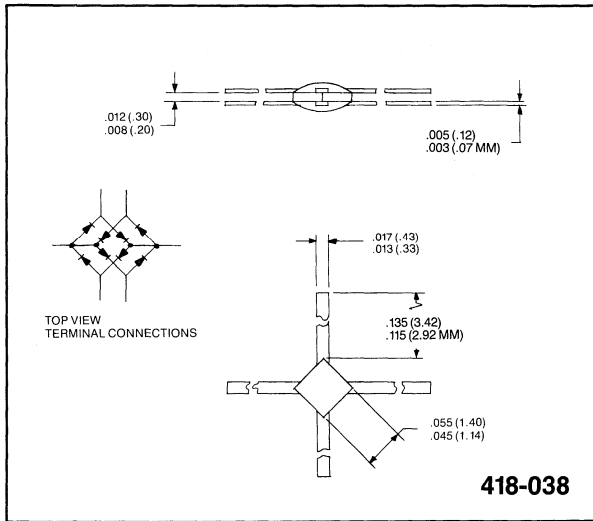 .012 (.30)
.008 (.20)
.005 (.12)
.003 (.07 MM)
.017 (.43)
.013 (.33)
TOP VIEW
TERMINAL CONNECTIONS
.135 (3.42)
.115 (2.92 MM)
.055 (1.40)
.045 (1.14)
418-038